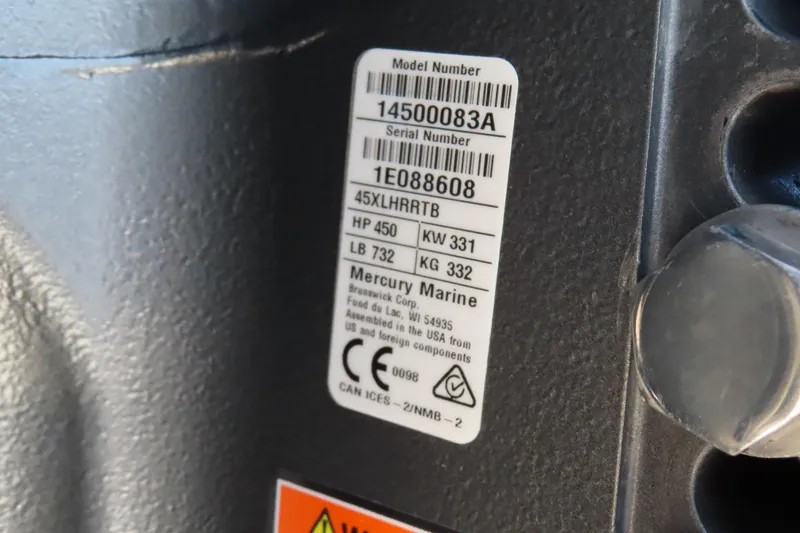 Model Number
14500083A
Serial Number
1E088608
45XLHRRTB
HP 450 KW 331
LB 732 KG 332
Mercury Marine
Brunswick Corp.
Fond du Lac, WI 54935
Assembled in the USA from
US and foreign components
CE 0098
CAN ICES-2/NMB-2